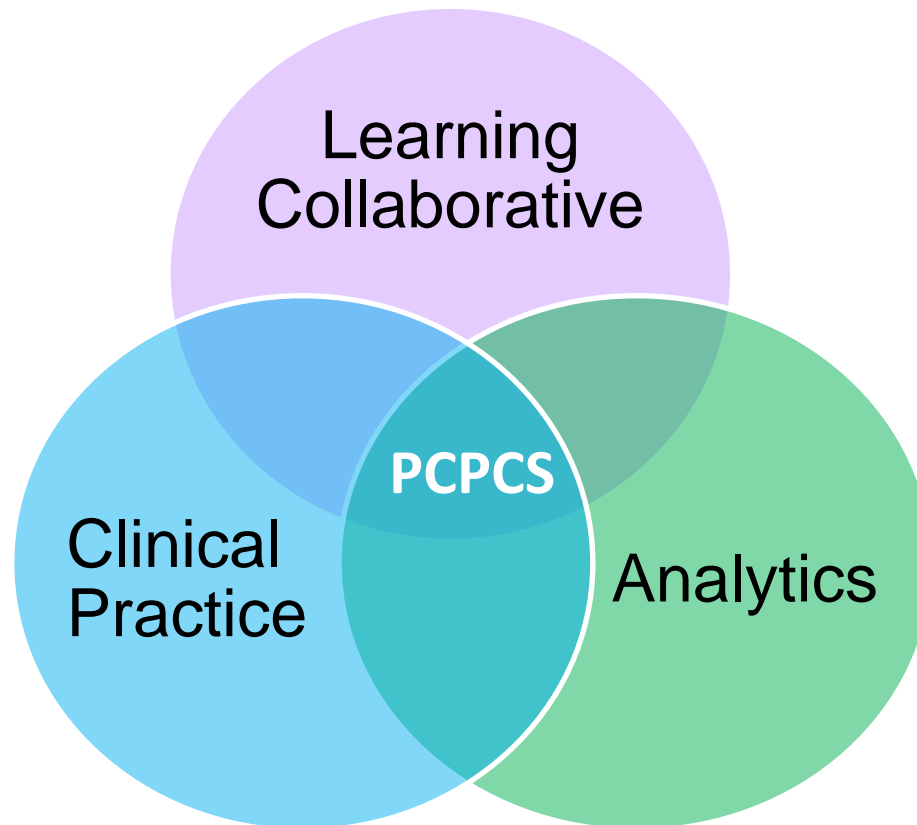 Learning
Collaborative
PCPCS
Clinical
Practice
Analytics